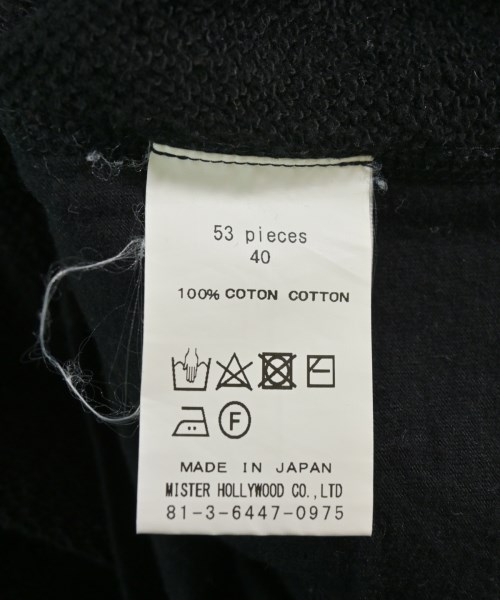 53 pieces
40
100% COTON COTTON
F
MADE IN JAPAN
MISTER HOLLYWOOD CO.,LTD
81-3-6447-0975